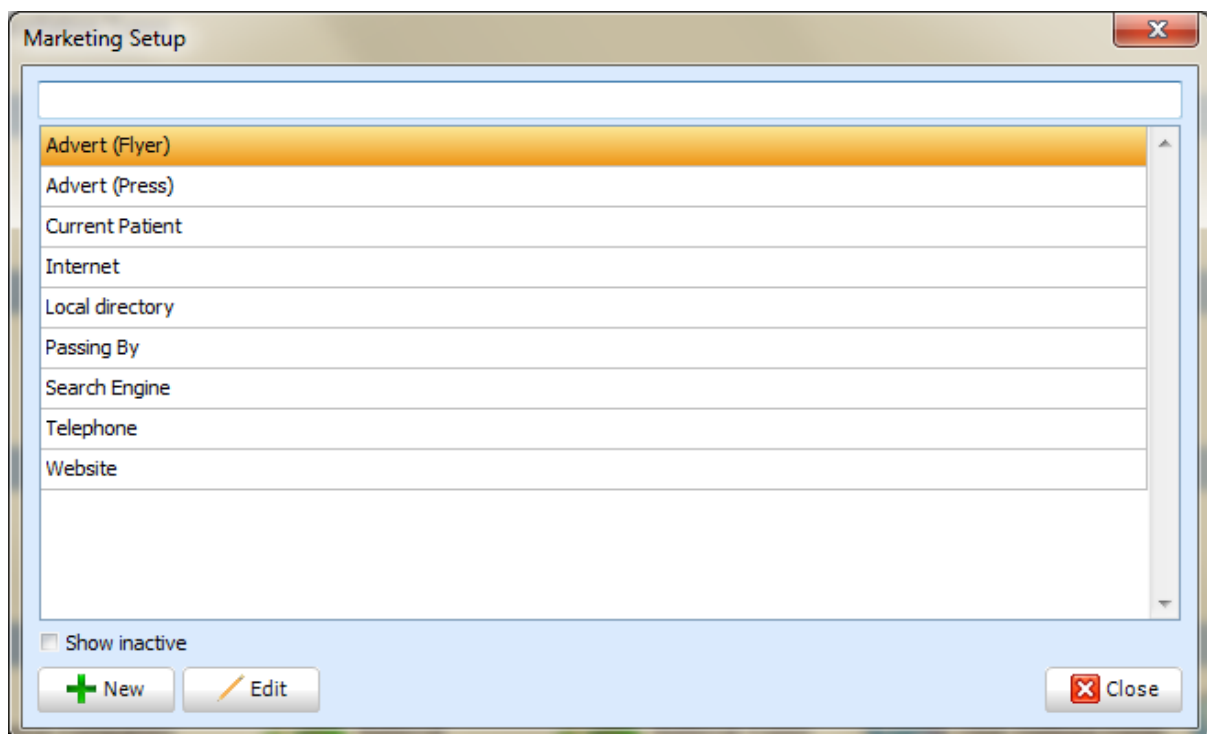 Marketing Setup
Advert (Flyer)
Advert (Press)
Current Patient
Internet
Local directory
Passing By
Search Engine
Telephone
Website
Show inactive
New Edit Close